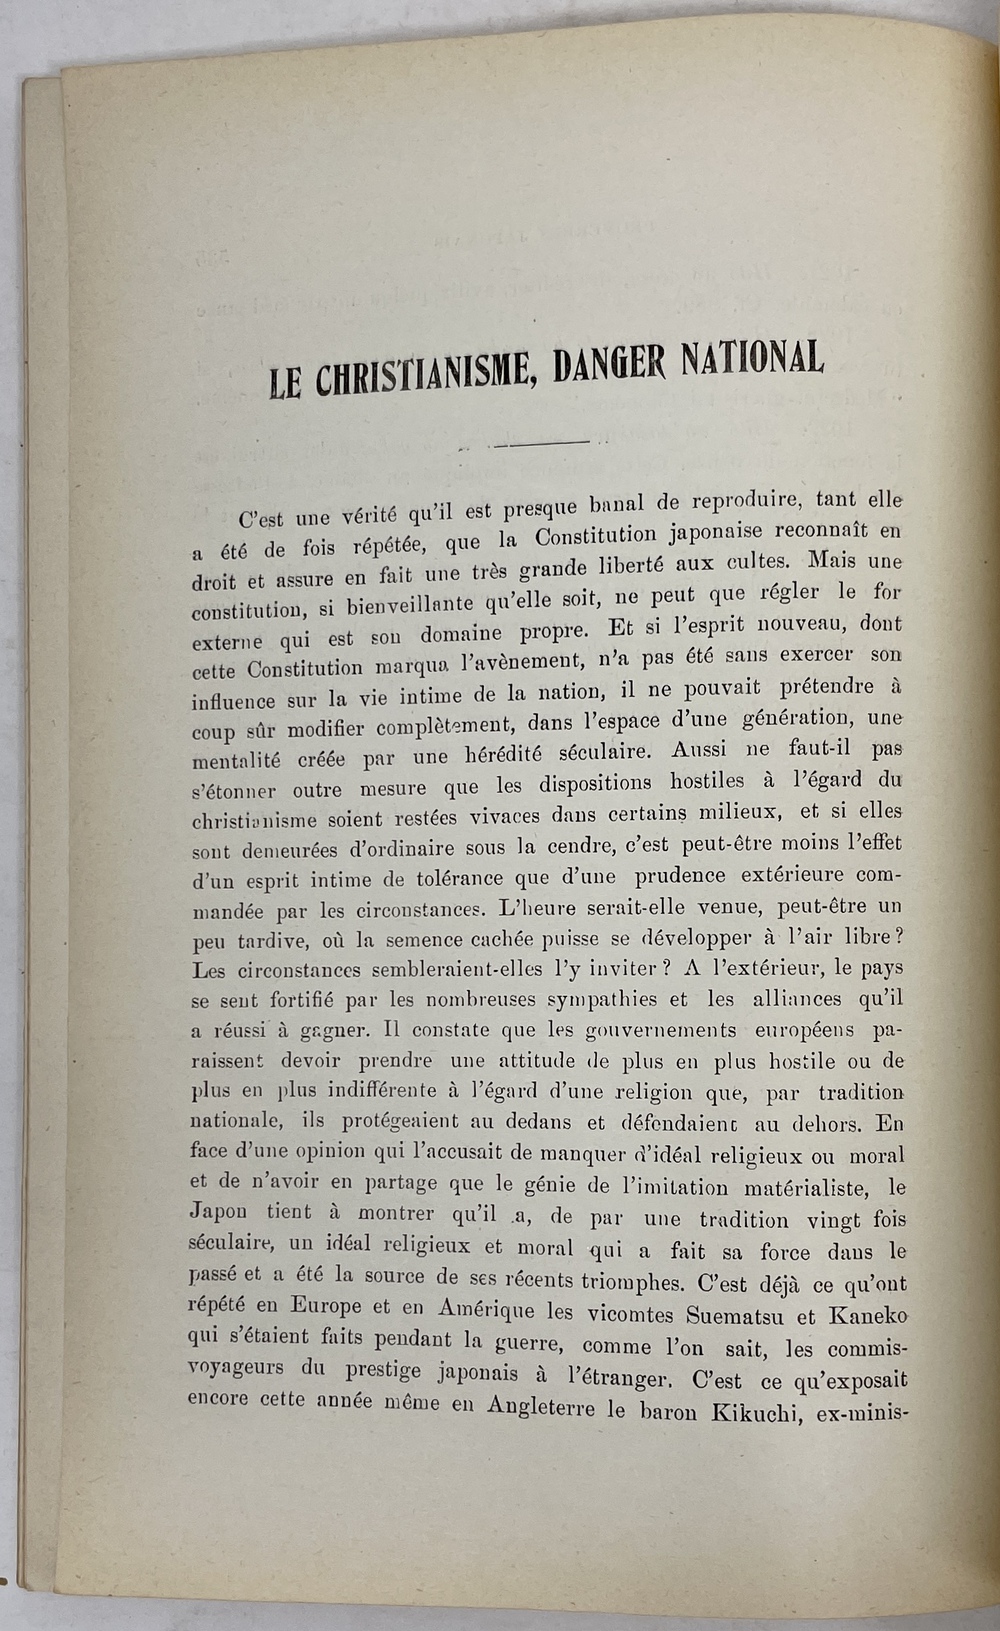 LE CHRISTIANISME, DANGER NATIONAL
C'est une vérité qu'il est presque banal de reproduire, tant elle
a été de fois répétée, que la Constitution japonaise reconnaît en
droit et assure en fait une très grande liberté aux cultes. Mais une
constitution, si bienveillante qu'elle soit, ne peut que régler le for
externe qui est son domaine propre. Et si l'esprit nouveau, dont
cette Constitution marqua l'avènement, n'a pas été sans exercer son
influence sur la vie intime de la nation, il ne pouvait prétendre à
coup sûr modifier complètement, dans l'espace d'une génération, une
mentalité créée par une hérédité séculaire. Aussi ne faut-il pas
s'étonner outre mesure que les dispositions hostiles à l'égard du
christianisme soient restées vivaces dans certains milieux, et si elles
sont demeurées d'ordinaire sous la cendre, c'est peut-être moins l'effet
d'un esprit intime de tolérance que d'une prudence extérieure com-
mandée par les circonstances. L'heure serait-elle venue, peut-être un
peu tardive, où la semence cachée puisse se développer à l'air libre ?
Les circonstances sembleraient-elles l'y inviter ? A l'extérieur, le pays
se sent fortifié par les nombreuses sympathies et les alliances qu'il
a réussi à gagner. Il constate que les gouvernements européens pa-
raissent devoir prendre une attitude de plus en plus hostile ou de
plus en plus indifférente à l'égard d'une religion que, par tradition
nationale, ils protégeaient au dedans et défendaient au dehors. En
face d'une opinion qui l'accusait de manquer d'idéal religieux ou moral
et de n'avoir en partage que le génie de l'imitation matérialiste, le
Japon tient à montrer qu'il a, de par une tradition vingt fois
séculaire, un idéal religieux et moral qui a fait sa force dans le
passé et a été la source de ses récents triomphes. C'est déjà ce qu'ont
répété en Europe et en Amérique les vicomtes Suematsu et Kaneko
qui s'étaient faits pendant la guerre, comme l'on sait, les commis-
voyageurs du prestige japonais à l'étranger. C'est ce qu'exposait
encore cette année même en Angleterre le baron Kikuchi, ex-minis-